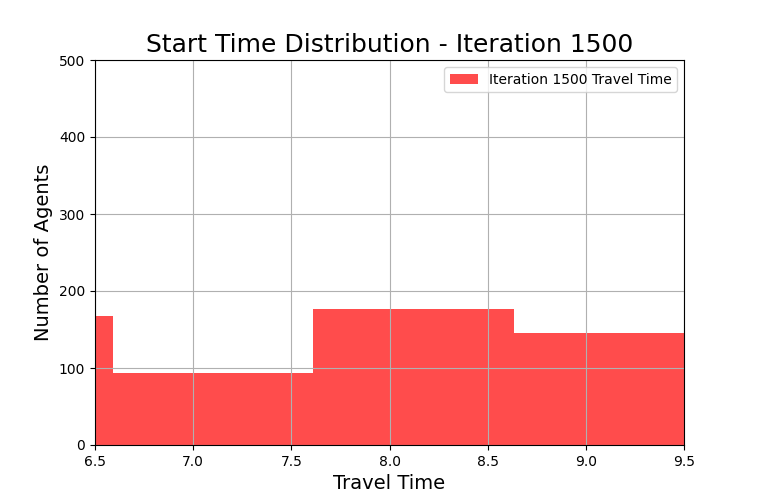 Start Time Distribution - Iteration 1500
500
400
300
200
100
0
Number of Agents
Iteration 1500 Travel Time
6.5 7.0 7.5 8.0 8.5 9.0 9.5
Travel Time